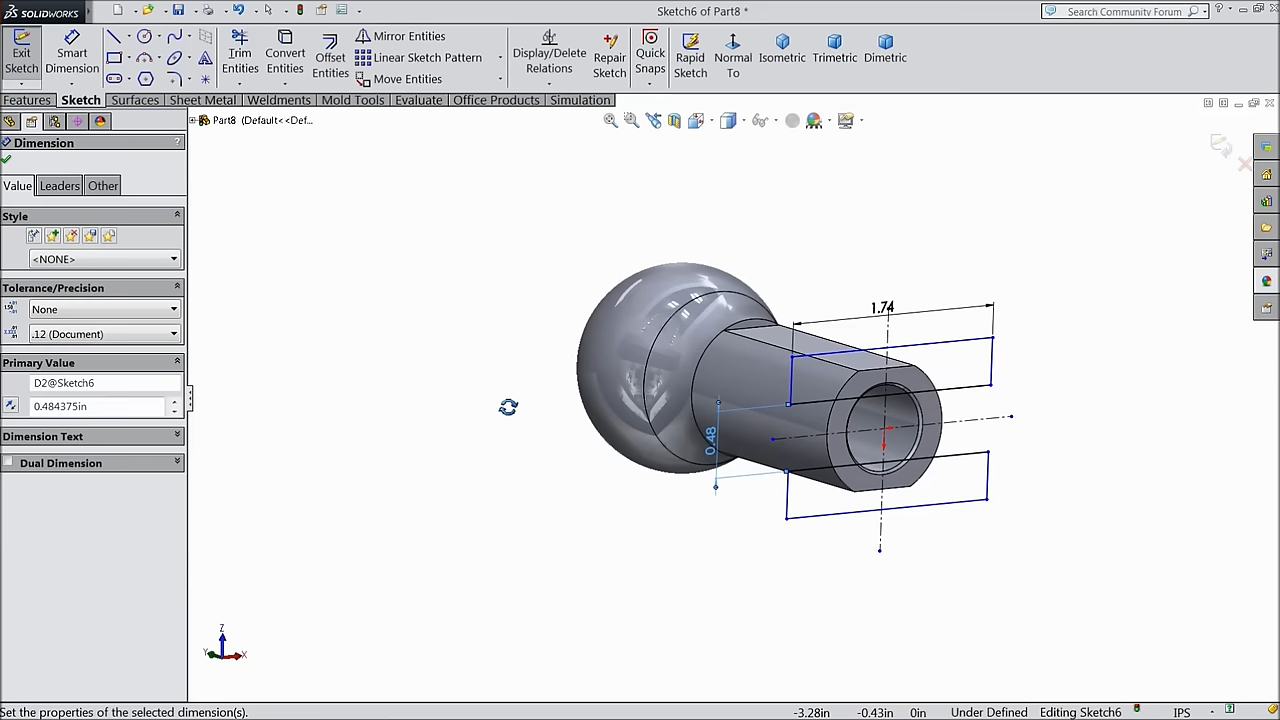 SOLIDWORKS
Sketch6 of Part8 *
Search Community Forum
?
Exit Sketch
Smart Dimension
Trim Entities
Convert Entities
Offset Entities
Mirror Entities
Linear Sketch Pattern
Move Entities
Display/Delete Relations
Repair Sketch
Quick Snaps
Rapid Sketch
Normal To
Isometric
Trimetric
Dimetric
Features
Sketch
Surfaces
Sheet Metal
Weldments
Mold Tools
Evaluate
Office Products
Simulation
Part8 (Default<<Def...
Dimension
?
Value
Leaders
Other
Style
<NONE>
Tolerance/Precision
None
.12 (Document)
Primary Value
D2@Sketch6
0.484375in
Dimension Text
Dual Dimension
1.74
0.48
Z
Y
X
Set the properties of the selected dimension(s).
-3.28in
-0.43in
0in
Under Defined
Editing Sketch6
IPS